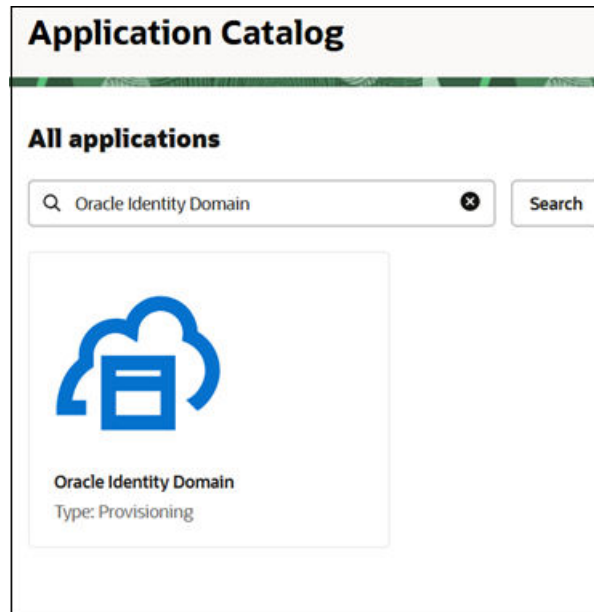 Application Catalog
All applications
Oracle Identity Domain
Search
Oracle Identity Domain
Type: Provisioning